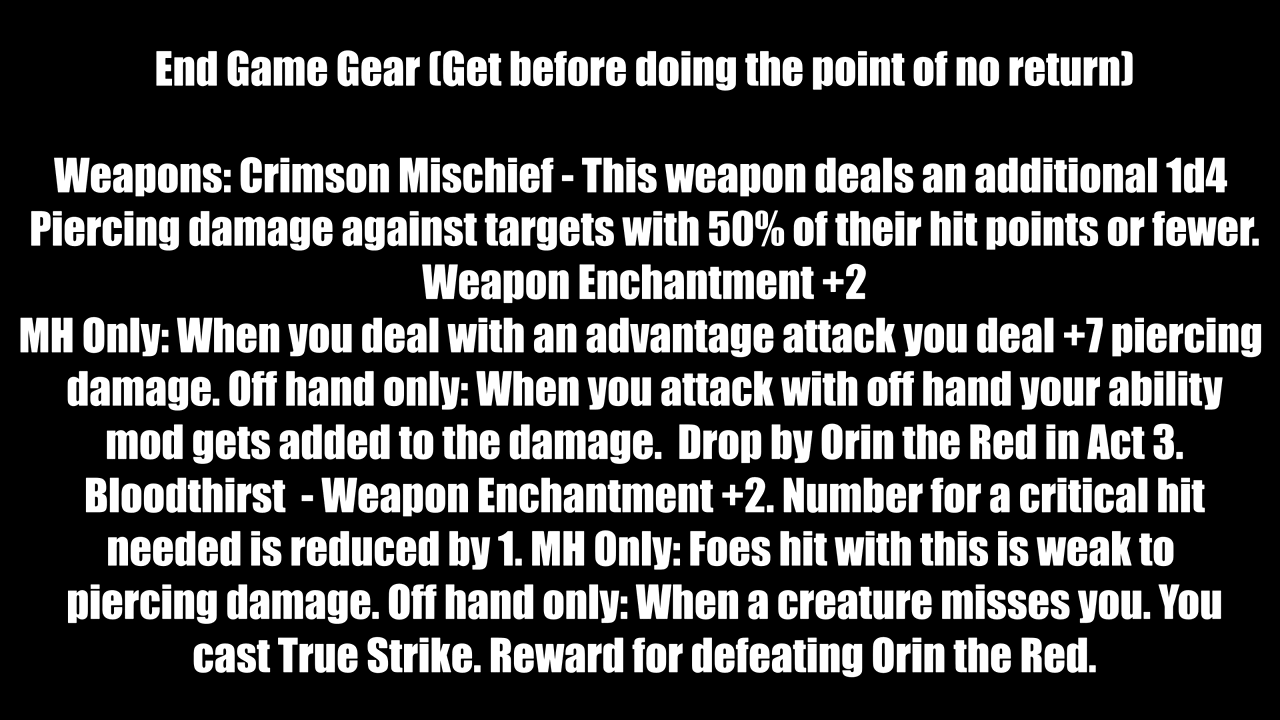 End Game Gear (Get before doing the point of no return)
Weapons: Crimson Mischief - This weapon deals an additional 1d4
Piercing damage against targets with 50% of their hit points or fewer.
Weapon Enchantment +2
MH Only: When you deal with an advantage attack you deal +7 piercing
damage. Off hand only: When you attack with off hand your ability
mod gets added to the damage.  Drop by Orin the Red in Act 3.
Bloodthirst  - Weapon Enchantment +2. Number for a critical hit
needed is reduced by 1. MH Only: Foes hit with this is weak to
piercing damage. Off hand only: When a creature misses you. You
cast True Strike. Reward for defeating Orin the Red.